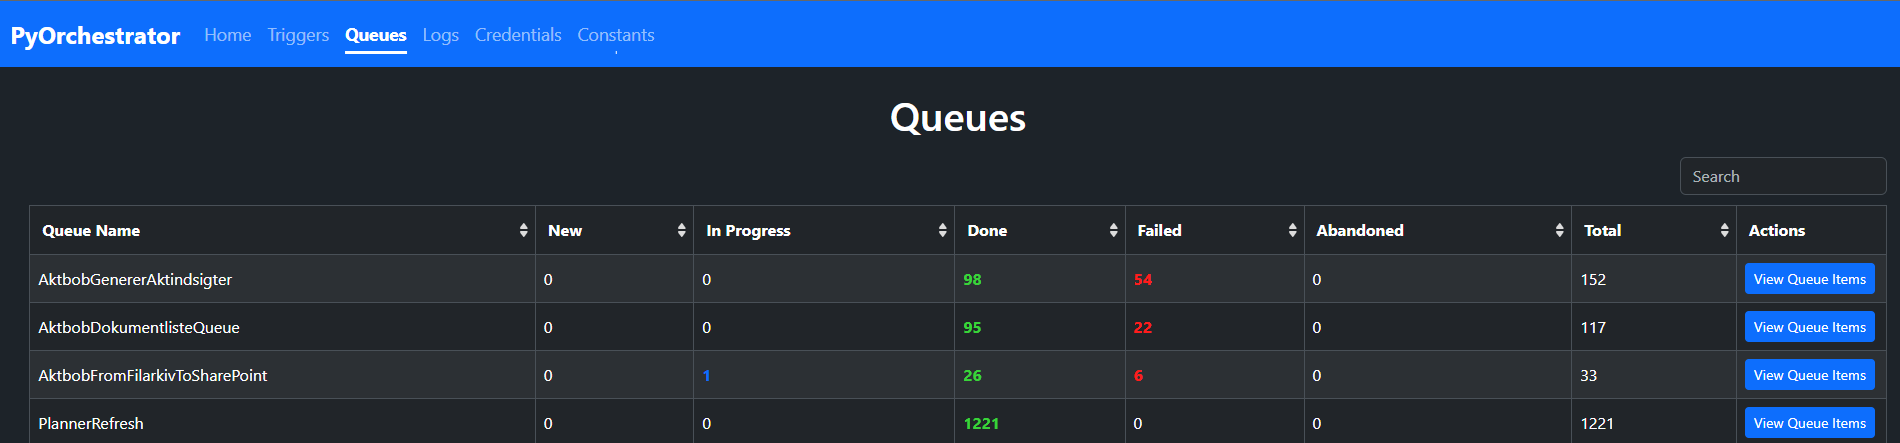 PyOrchestrator Home Triggers Queues Logs Credentials Constants
Queues
Search
Queue Name New In Progress Done Failed Abandoned Total Actions
AktbobGenererAktindsigter 0 0 98 54 0 152 View Queue Items
AktbobDokumentlisteQueue 0 0 95 22 0 117 View Queue Items
AktbobFromFilarkivToSharePoint 0 1 26 6 0 33 View Queue Items
PlannerRefresh 0 0 1221 0 0 1221 View Queue Items